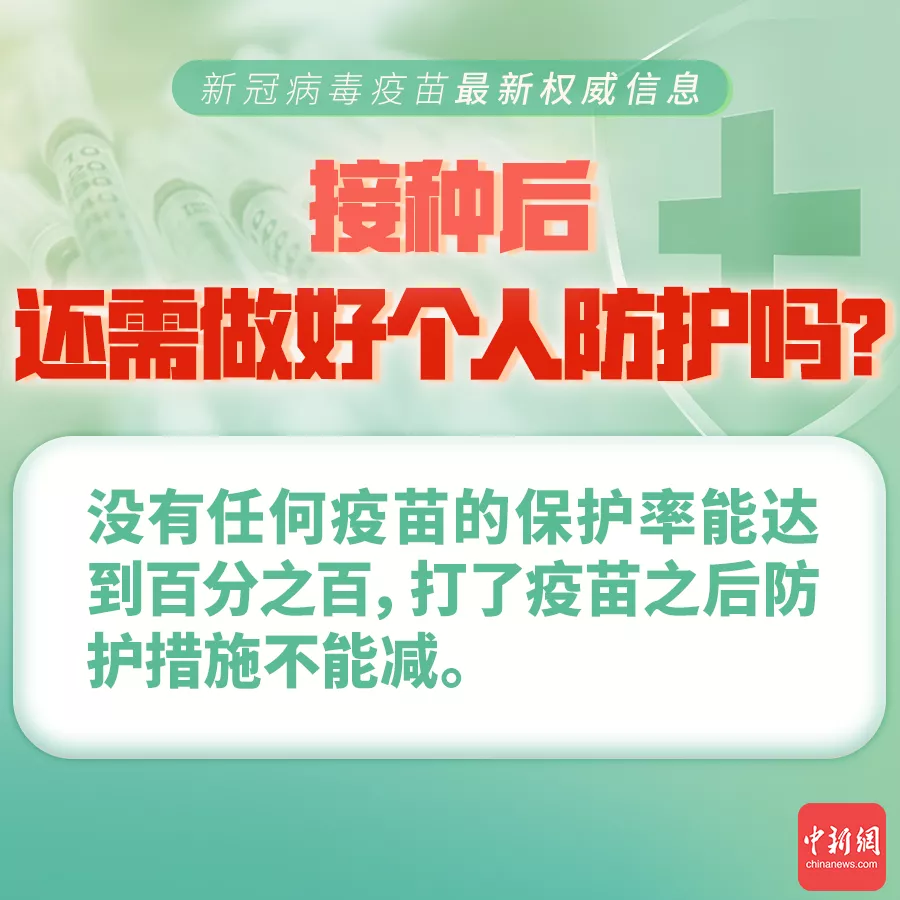 新冠病毒疫苗最新权威信息
接种后
还需做好个人防护吗?
没有任何疫苗的保护率能达
到百分之百，打了疫苗之后防
护措施不能减。
中新網
chinanews.com